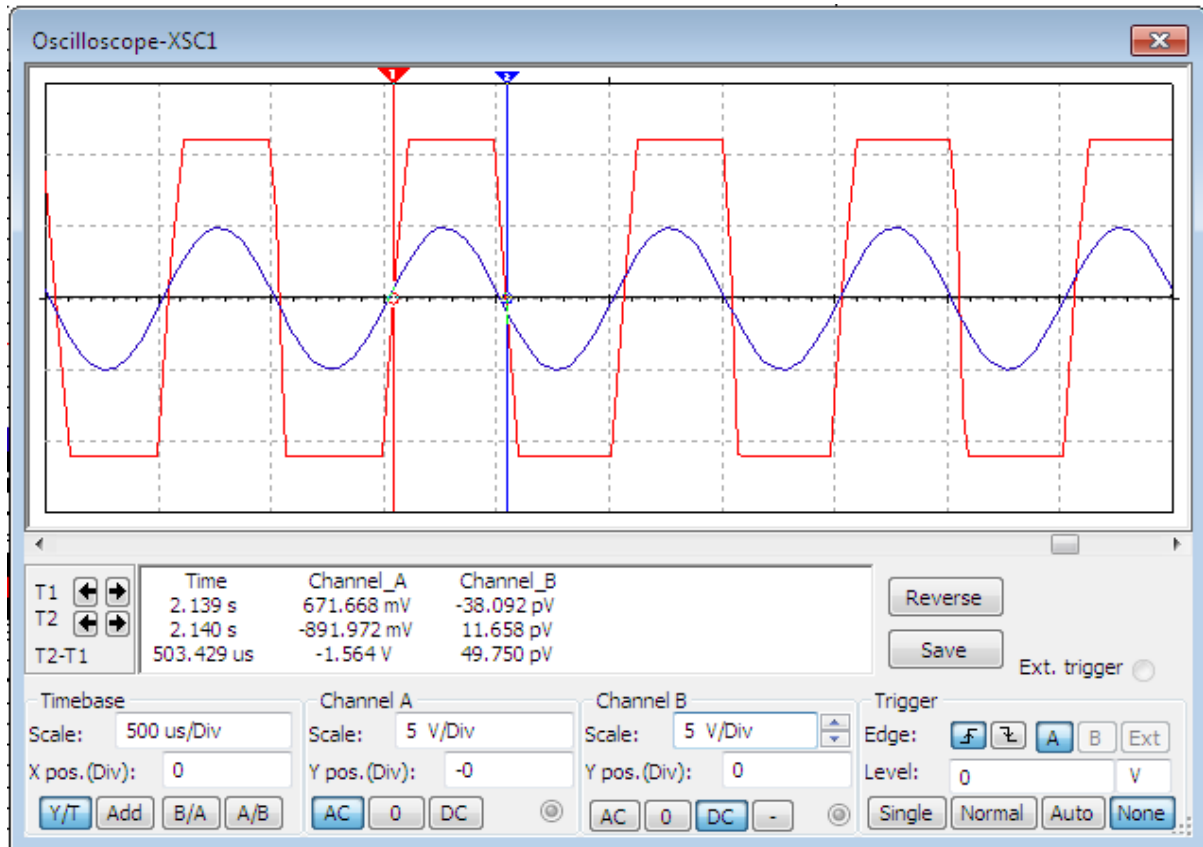 Oscilloscope-XSC1
1
2
Time Channel_A Channel_B
T1 2.139 s 671.668 mV -38.092 pV
T2 2.140 s -891.972 mV 11.658 pV
T2-T1 503.429 us -1.564 V 49.750 pV
Reverse
Save
Ext. trigger
Timebase
Scale: 500 us/Div
X pos.(Div): 0
Y/T Add B/A A/B
Channel A
Scale: 5 V/Div
Y pos.(Div): -0
AC 0 DC
Channel B
Scale: 5 V/Div
Y pos.(Div): 0
AC 0 DC -
Trigger
Edge: A B Ext
Level: 0 V
Single Normal Auto None